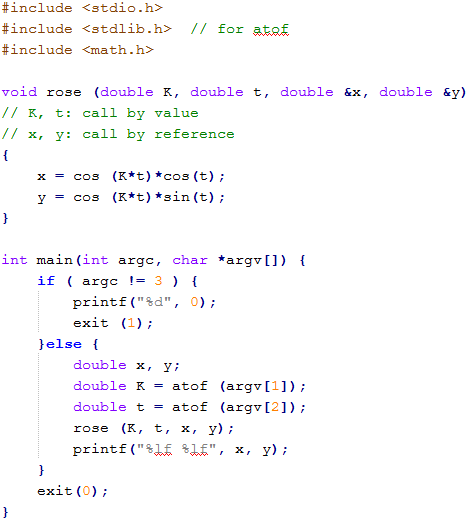 #include <stdio.h>
#include <stdlib.h>  // for atof
#include <math.h>

void rose (double K, double t, double &x, double &y)
// K, t: call by value
// x, y: call by reference
{
    x = cos (K*t)*cos(t);
    y = cos (K*t)*sin(t);
}

int main(int argc, char *argv[]) {
    if ( argc != 3 ) {
        printf("%d", 0);
        exit (1);
    }else {
        double x, y;
        double K = atof (argv[1]);
        double t = atof (argv[2]);
        rose (K, t, x, y);
        printf("%lf %lf", x, y);
    }
    exit(0);
}